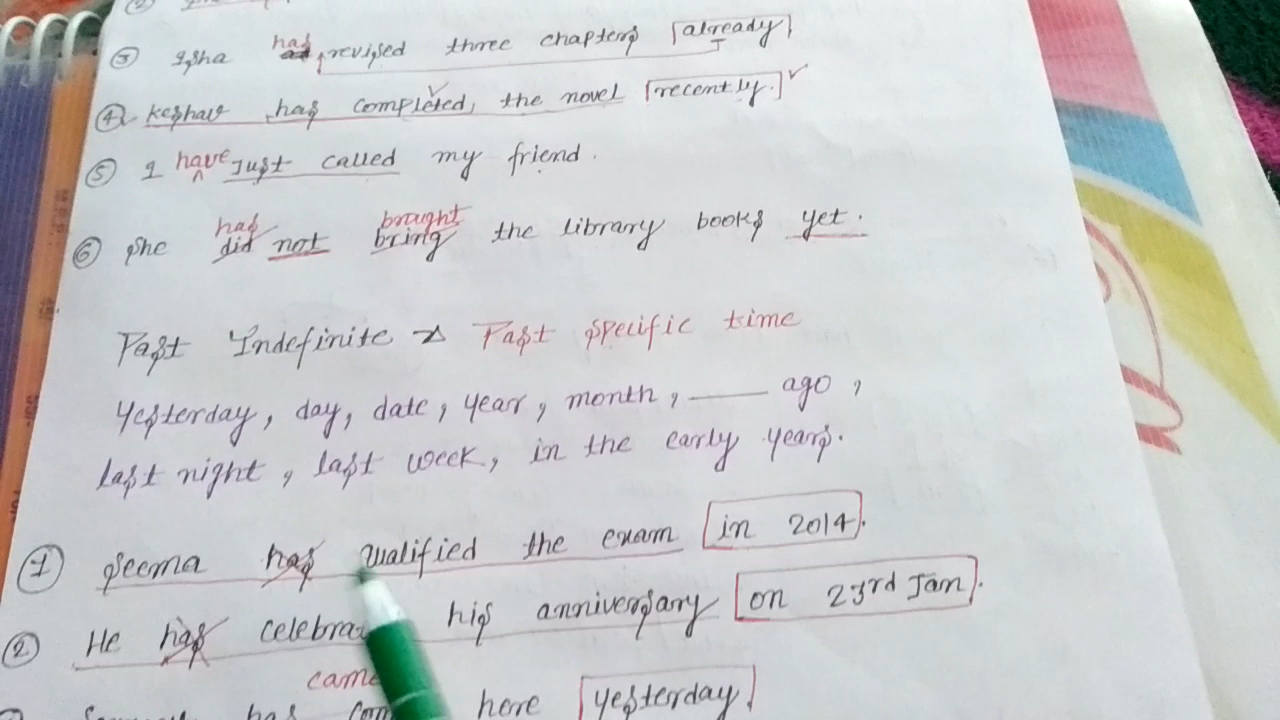 ③ Isha has revised three chapters already
④ Keshav has completed, the novel recently.
⑤ I have Just called my friend.
has brought
⑥ She did not bring the library books yet.
Past Indefinite → Past specific time
Yesterday, day, date, year, month, —— ago,
last night, last week, in the early years.
① Seema has Qualified the exam in 2014.
② He has celebra his anniversary on 23rd Jan.
came
has com here yesterday